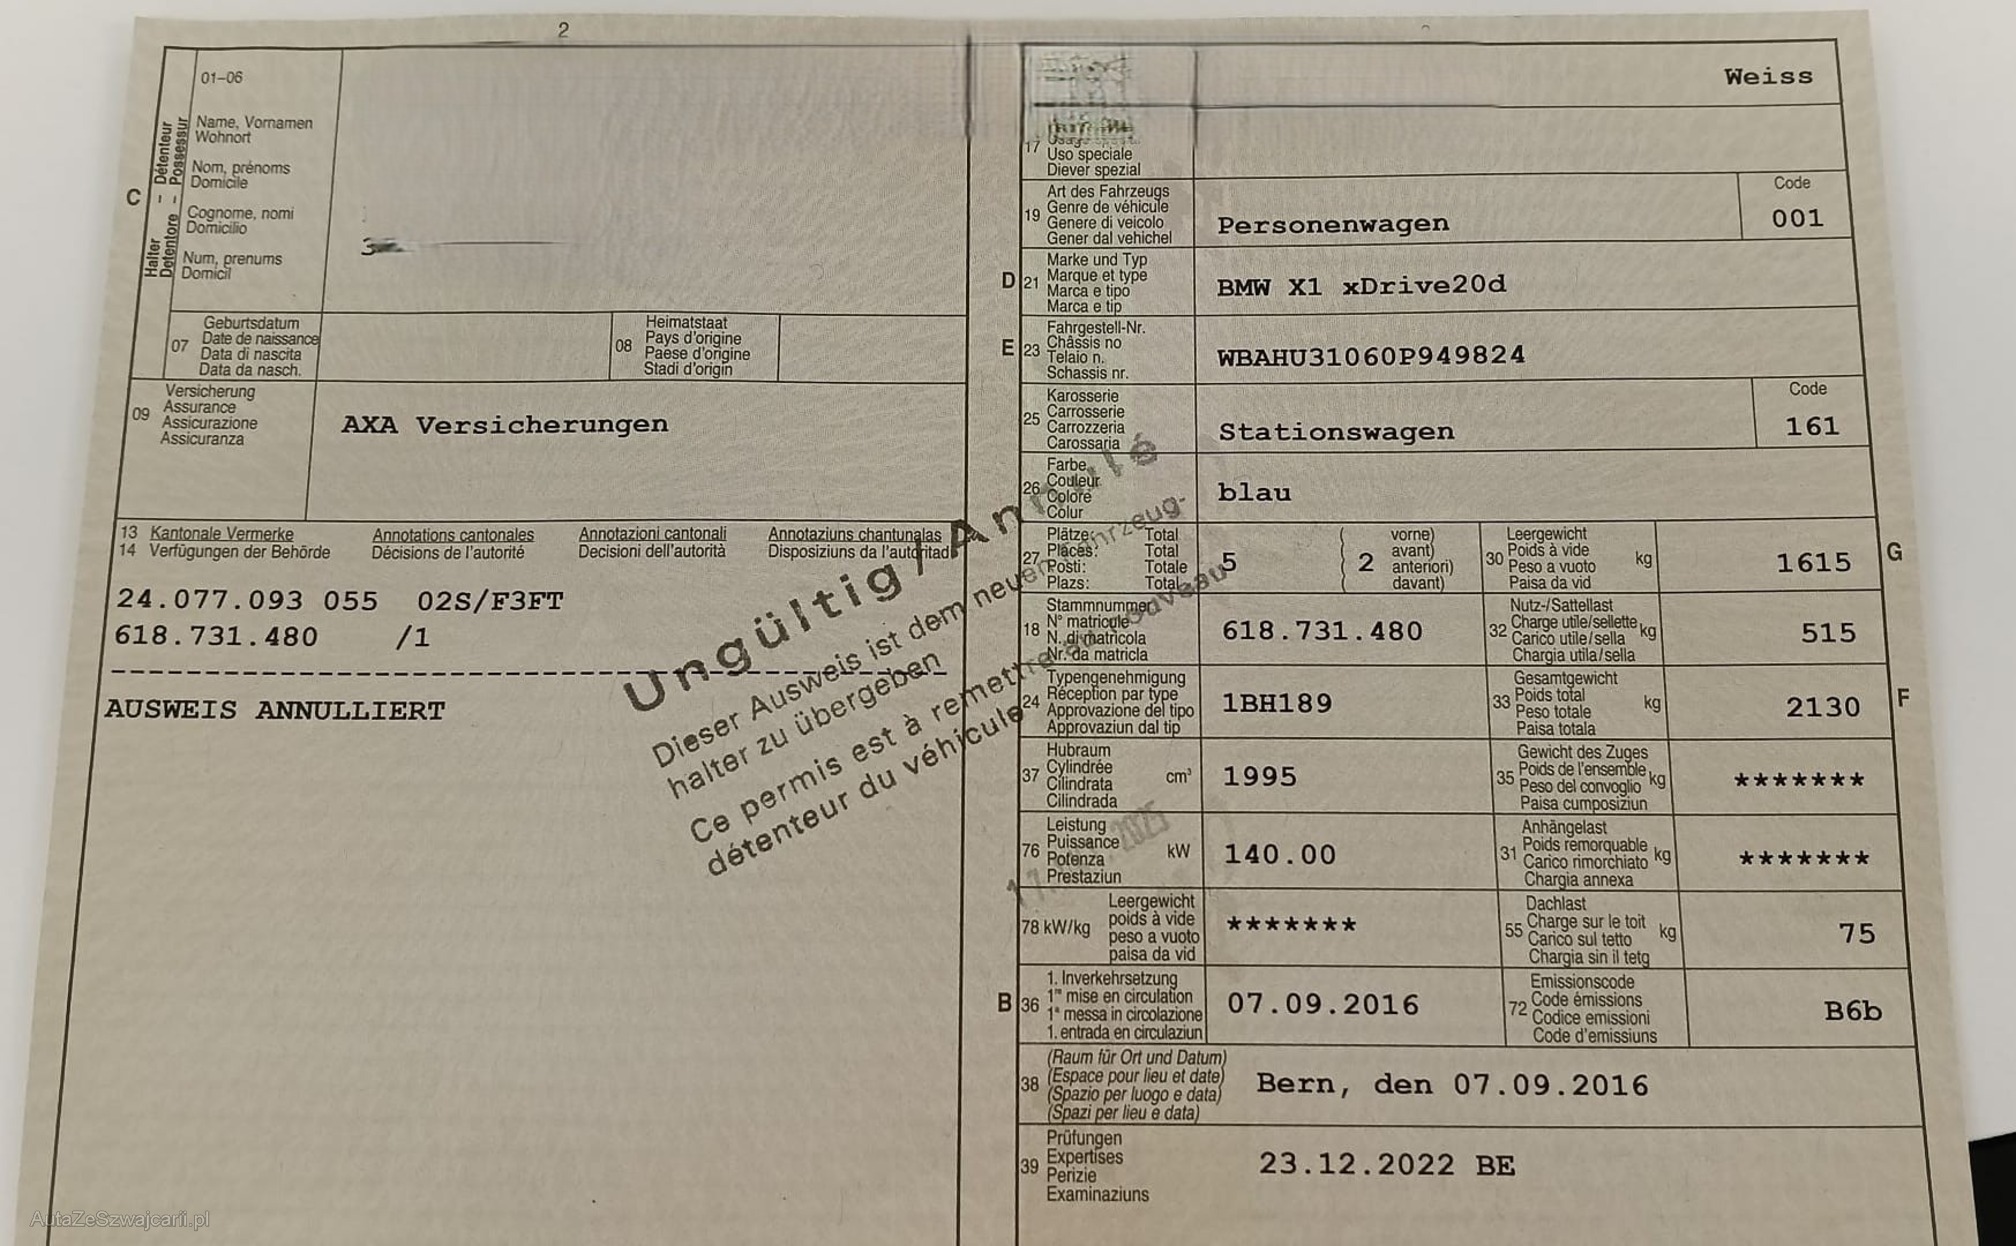 2
01–06
Name, Vornamen
Wohnort
Nom, prénoms
Domicile
Cognome, nomi
Domicilio
Num, prenums
Domicil
C
Halter – Détenteur
Detentore – Possessur
07
Geburtsdatum
Date de naissance
Data di nascita
Data da nasch.
08
Heimatstaat
Pays d'origine
Paese d'origine
Stadi d'origin
09
Versicherung
Assurance
Assicurazione
Assicuranza
AXA Versicherungen
13 Kantonale Vermerke Annotations cantonales Annotazioni cantonali Annotaziuns chantunalas
14 Verfügungen der Behörde Décisions de l'autorité Decisioni dell'autorità Disposiziuns da l'autoritad
24.077.093 055 02S/F3FT
618.731.480 /1
AUSWEIS ANNULLIERT
Ungültig / Annulé
Dieser Ausweis ist dem neuen Fahrzeug-
halter zu übergeben
Ce permis est à remettre au nouveau
détenteur du véhicule
Weiss
17
Uso speciale
Diever spezial
19
Art des Fahrzeugs
Genre de véhicule
Genere di veicolo
Gener dal vehichel
Personenwagen
Code
001
D
21
Marke und Typ
Marque et type
Marca e tipo
Marca e tip
BMW X1 xDrive20d
E
23
Fahrgestell-Nr.
Châssis no
Telaio n.
Schassis nr.
WBAHU31060P949824
25
Karosserie
Carrosserie
Carrozzeria
Carossaria
Stationswagen
Code
161
26
Farbe
Couleur
Colore
Colur
blau
27
Plätze: Total
Places: Total
Posti: Totale
Plazs: Total
5
( 2 vorne)
( avant)
( anteriori)
( davant)
30
Leergewicht
Poids à vide
Peso a vuoto
Paisa da vid
kg
1615
G
18
Stammnummer
N° matricule
N. di matricola
Nr. da matricla
618.731.480
32
Nutz-/Sattellast
Charge utile/sellette
Carico utile/sella
Chargia utila/sella
kg
515
24
Typengenehmigung
Réception par type
Approvazione del tipo
Approvaziun dal tip
1BH189
33
Gesamtgewicht
Poids total
Peso totale
Paisa totala
kg
2130
F
37
Hubraum
Cylindrée
Cilindrata
Cilindrada
cm³
1995
35
Gewicht des Zuges
Poids de l'ensemble
Peso del convoglio
Paisa cumposiziun
kg
*******
76
Leistung
Puissance
Potenza
Prestaziun
kW
140.00
31
Anhängelast
Poids remorquable
Carico rimorchiato
Chargia annexa
kg
*******
78 kW/kg
Leergewicht
poids à vide
peso a vuoto
paisa da vid
*******
55
Dachlast
Charge sur le toit
Carico sul tetto
Chargia sin il tetg
kg
75
B
36
1. Inverkehrsetzung
1re mise en circulation
1a messa in circolazione
1. entrada en circulaziun
07.09.2016
72
Emissionscode
Code émissions
Codice emissioni
Code d'emissiuns
B6b
38
(Raum für Ort und Datum)
(Espace pour lieu et date)
(Spazio per luogo e data)
(Spazi per lieu e data)
Bern, den 07.09.2016
39
Prüfungen
Expertises
Perizie
Examinaziuns
23.12.2022 BE
AutaZeSzwajcarii.pl